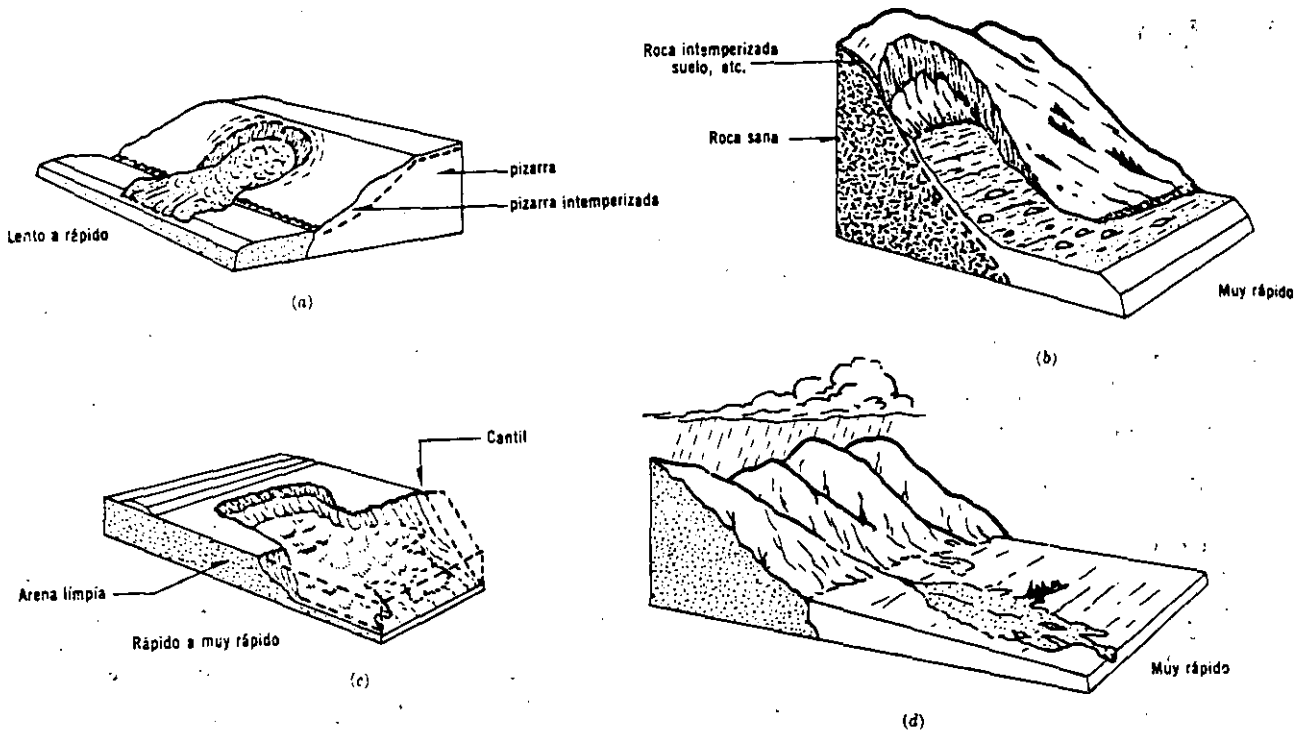 pizarra
pizarra intemperizada
Lento a rápido
(a)
Roca intemperizada
suelo, etc.
Roca sana
Muy rápido
(b)
Cantil
Arena límpia
Rápido a muy rápido
(c)
Muy rápido
(d)